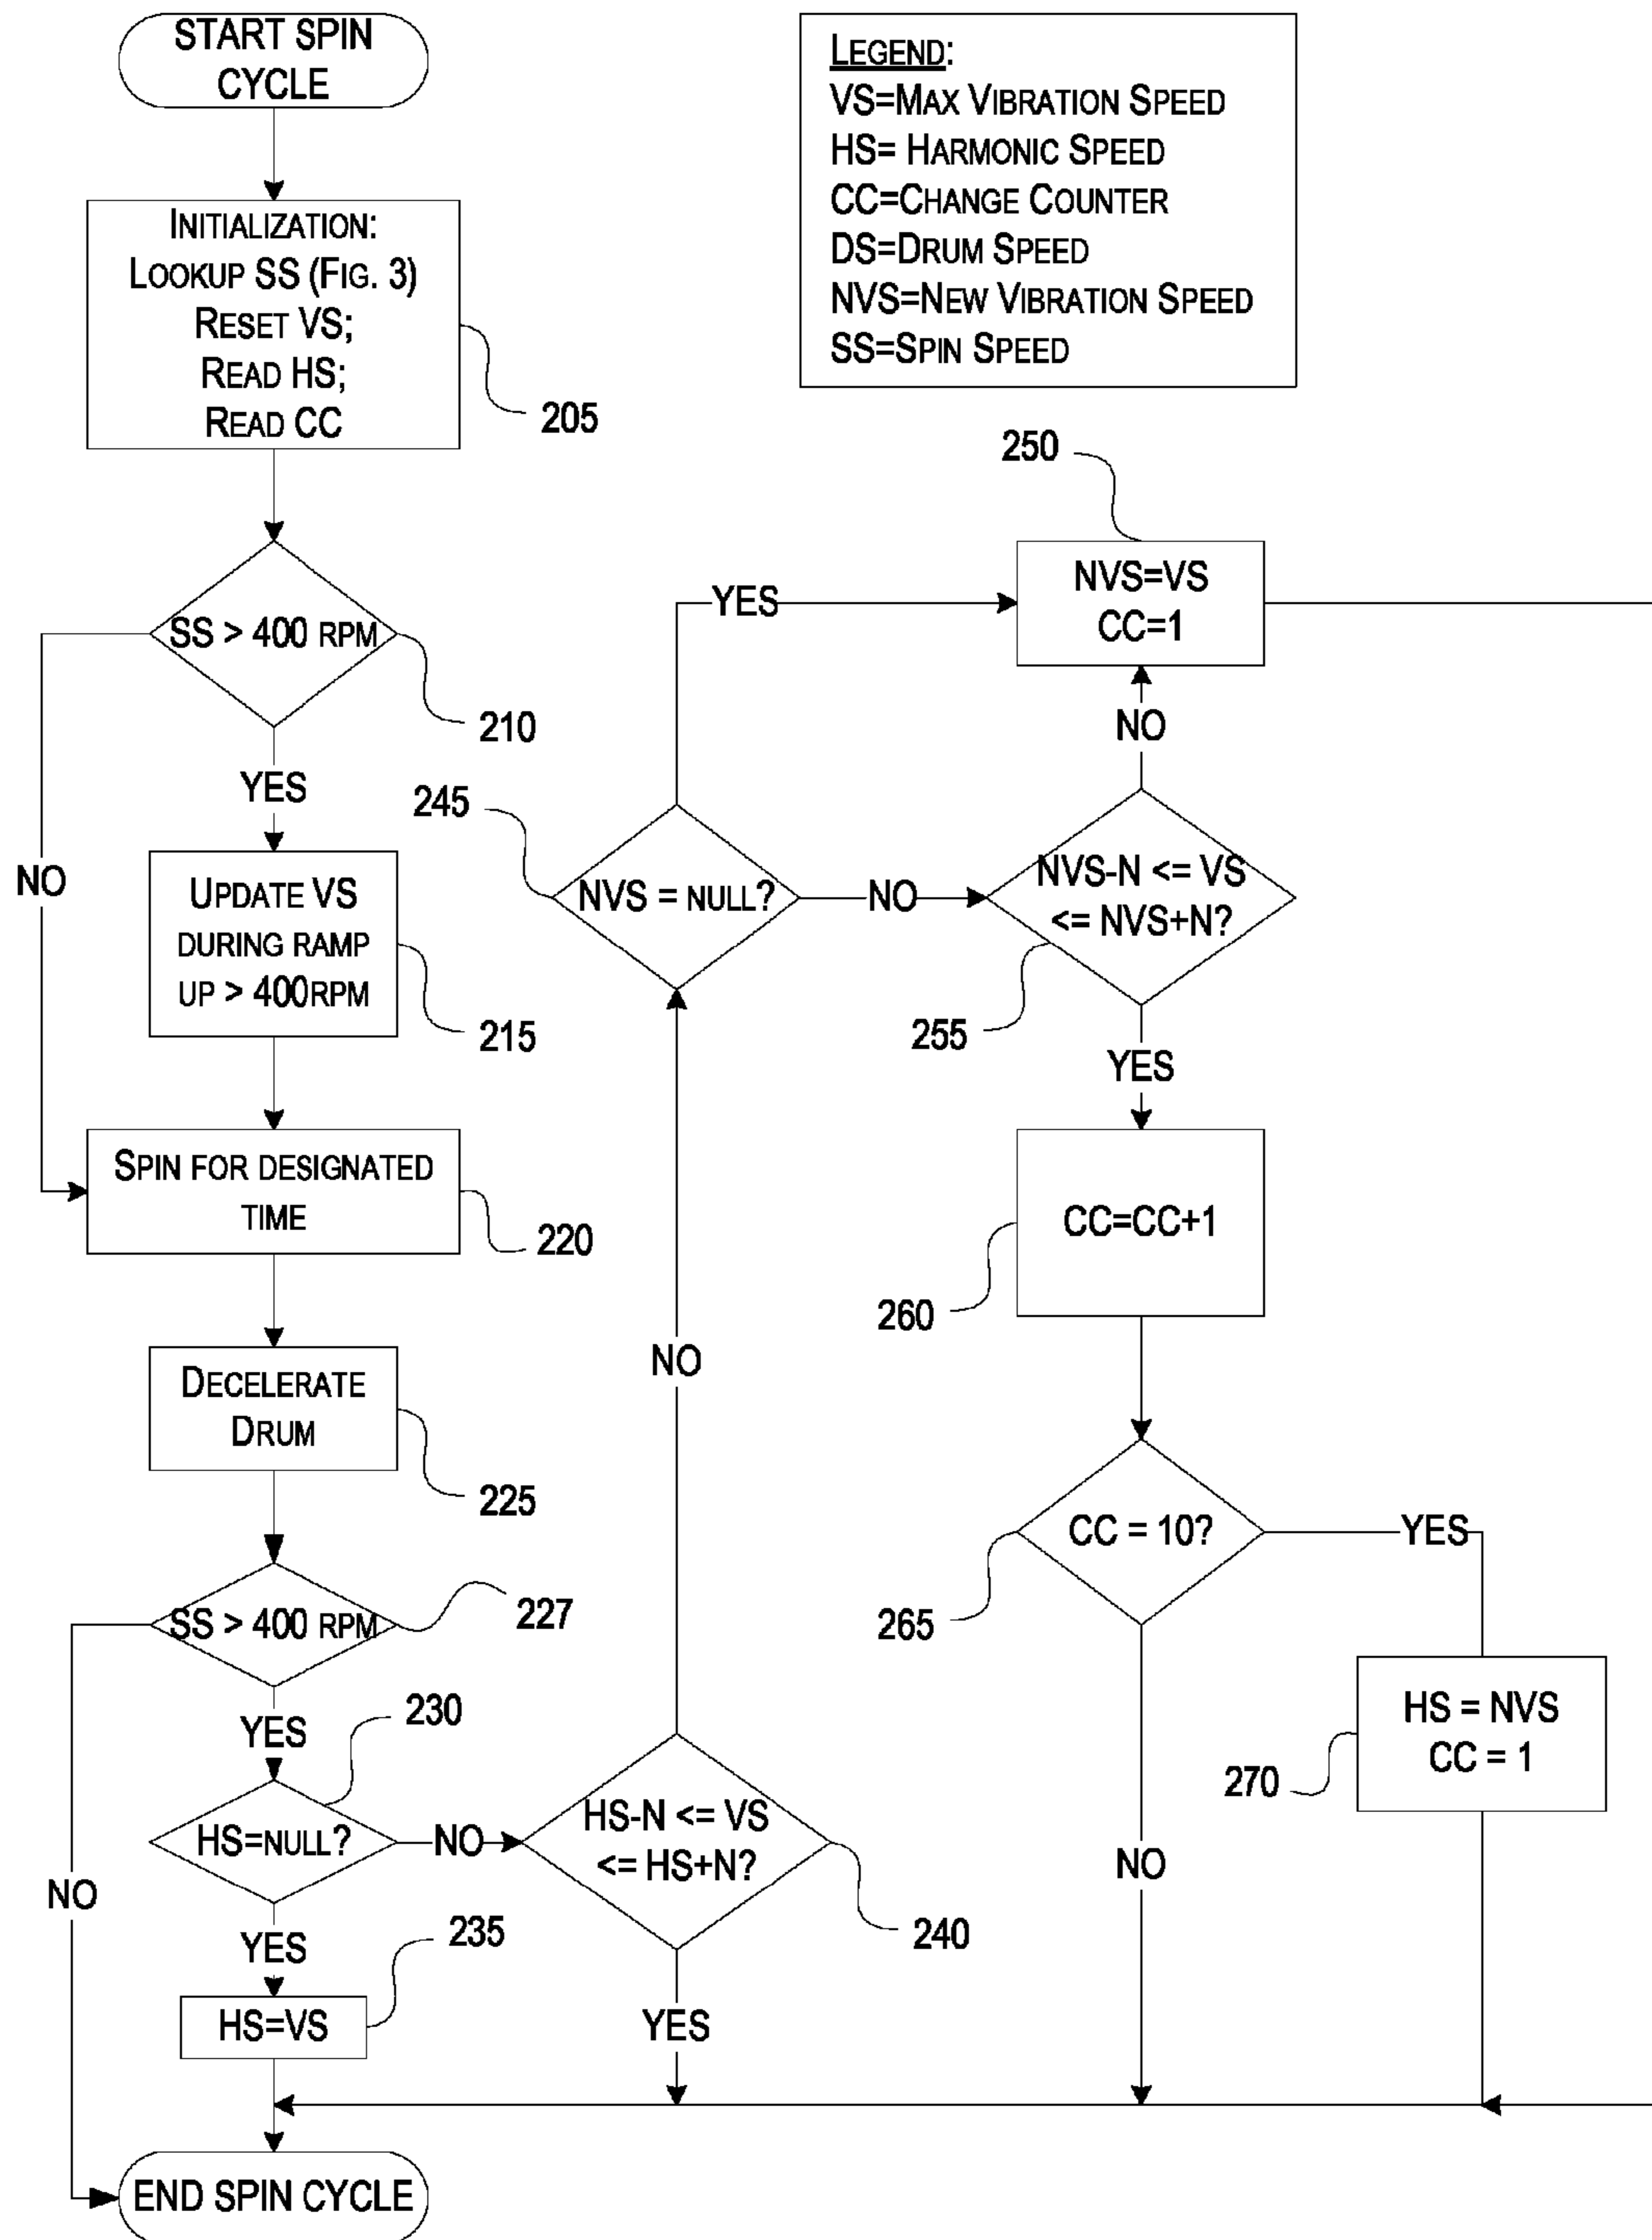 START SPIN
CYCLE
LEGEND:
VS=MAX VIBRATION SPEED
HS= HARMONIC SPEED
CC=CHANGE COUNTER
DS=DRUM SPEED
NVS=NEW VIBRATION SPEED
SS=SPIN SPEED
INITIALIZATION:
LOOKUP SS (FIG. 3)
RESET VS;
READ HS;
READ CC
205
SS > 400 RPM
210
YES
NO
UPDATE VS
DURING RAMP
UP > 400RPM
215
SPIN FOR DESIGNATED
TIME
220
DECELERATE
DRUM
225
SS > 400 RPM
227
YES
NO
230
HS=NULL?
NO
YES
235
HS=VS
HS-N <= VS
<= HS+N?
240
YES
NO
245
NVS = NULL?
YES
NO
250
NVS=VS
CC=1
NO
NVS-N <= VS
<= NVS+N?
255
YES
CC=CC+1
260
CC = 10?
265
YES
NO
HS = NVS
CC = 1
270
END SPIN CYCLE